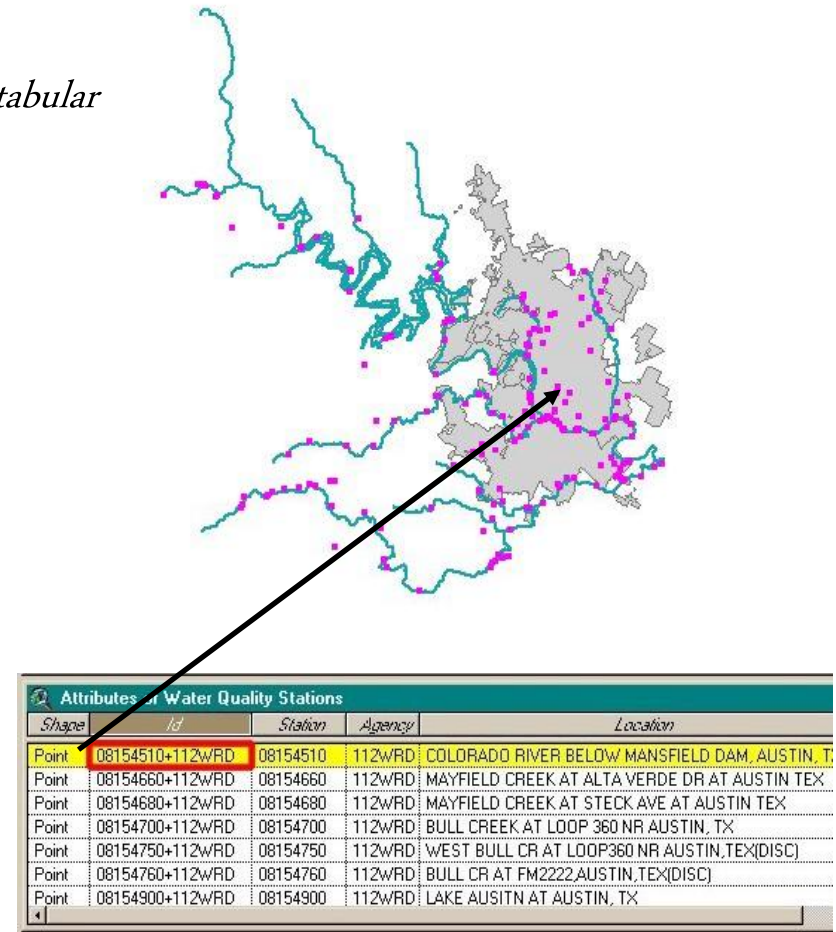 tabular
Attributes of Water Quality Stations
Shape Id Station Agency Location
Point 08154510+112WRD 08154510 112WRD COLORADO RIVER BELOW MANSFIELD DAM, AUSTIN, T
Point 08154660+112WRD 08154660 112WRD MAYFIELD CREEK AT ALTA VERDE DR AT AUSTIN TEX
Point 08154680+112WRD 08154680 112WRD MAYFIELD CREEK AT STECK AVE AT AUSTIN TEX
Point 08154700+112WRD 08154700 112WRD BULL CREEK AT LOOP 360 NR AUSTIN, TX
Point 08154750+112WRD 08154750 112WRD WEST BULL CR AT LOOP360 NR AUSTIN,TEX(DISC)
Point 08154760+112WRD 08154760 112WRD BULL CR AT FM2222,AUSTIN,TEX(DISC)
Point 08154900+112WRD 08154900 112WRD LAKE AUSITN AT AUSTIN, TX